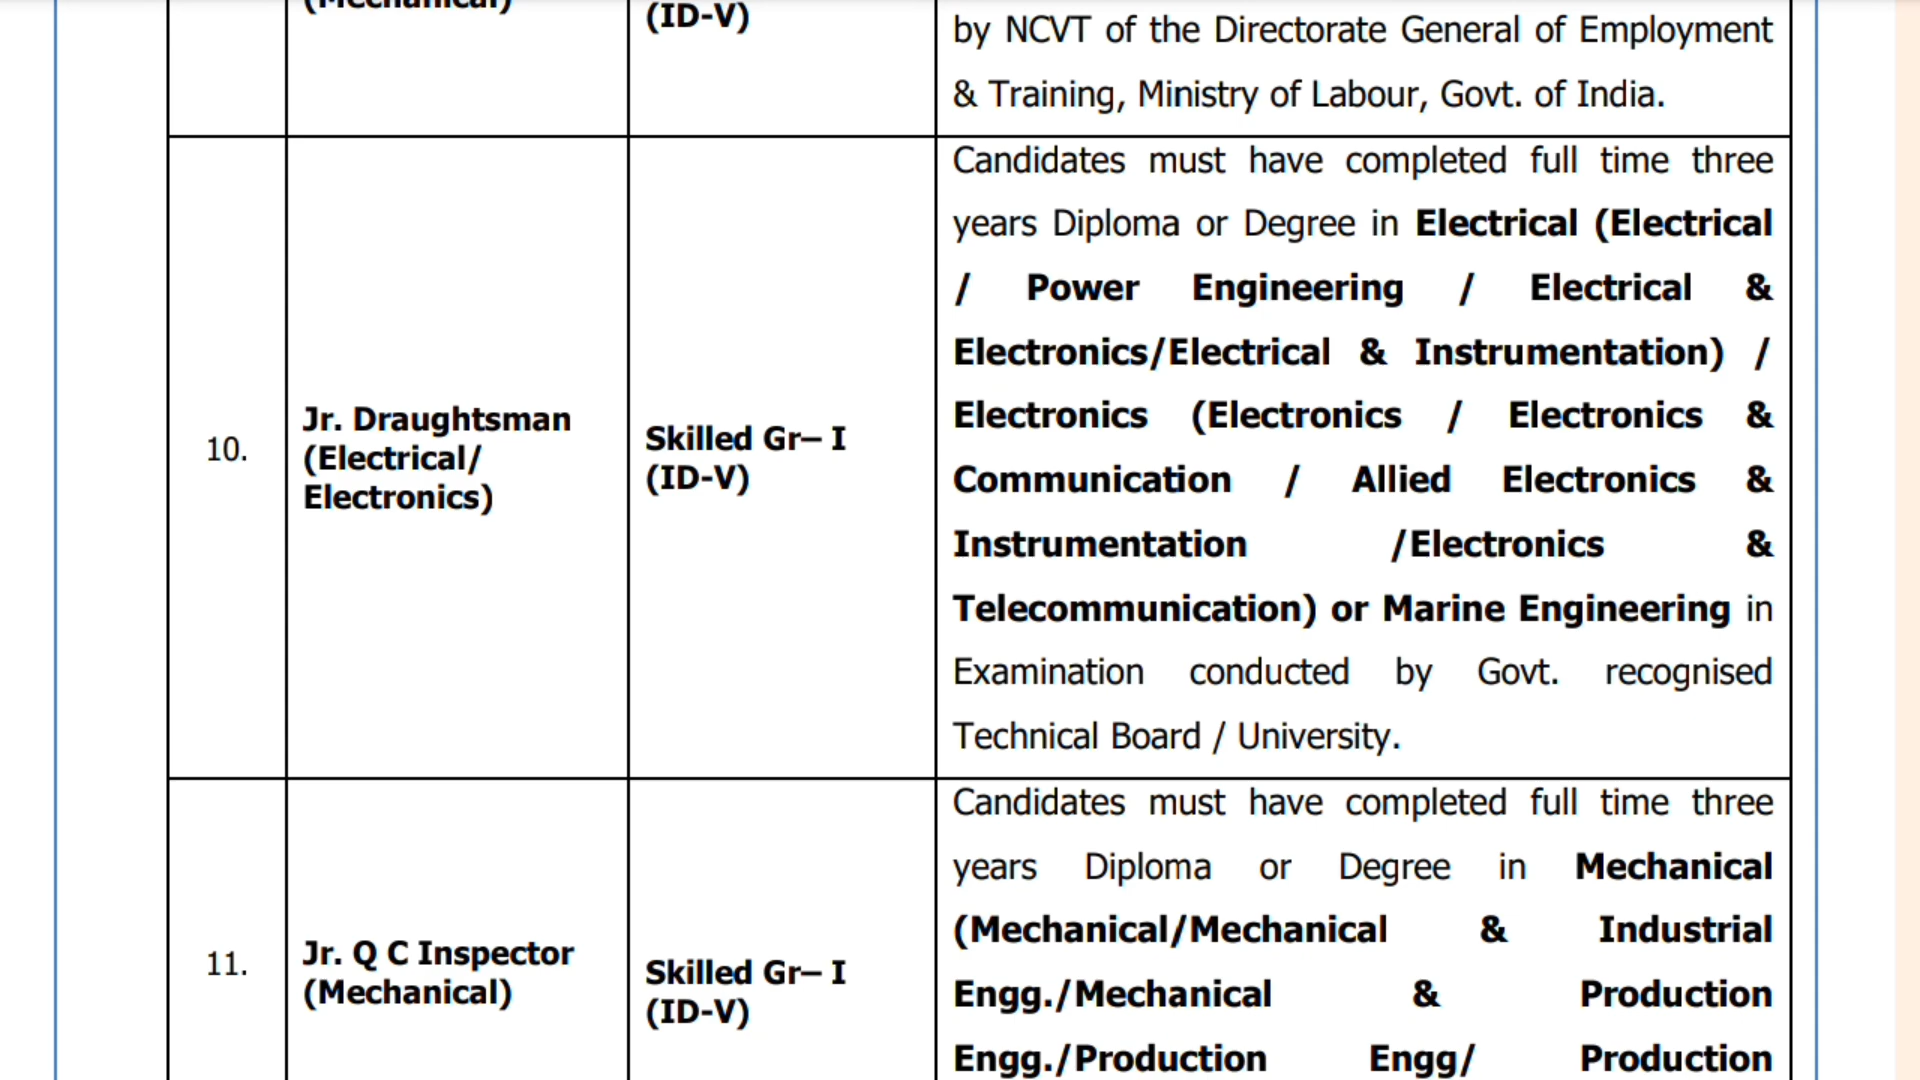 (Mechanical)
(ID-V)
by NCVT of the Directorate General of Employment
& Training, Ministry of Labour, Govt. of India.
10.
Jr. Draughtsman
(Electrical/
Electronics)
Skilled Gr– I
(ID-V)
Candidates must have completed full time three
years Diploma or Degree in Electrical (Electrical
/ Power Engineering / Electrical &
Electronics/Electrical & Instrumentation) /
Electronics (Electronics / Electronics &
Communication / Allied Electronics &
Instrumentation /Electronics &
Telecommunication) or Marine Engineering in
Examination conducted by Govt. recognised
Technical Board / University.
11.
Jr. Q C Inspector
(Mechanical)
Skilled Gr– I
(ID-V)
Candidates must have completed full time three
years Diploma or Degree in Mechanical
(Mechanical/Mechanical & Industrial
Engg./Mechanical & Production
Engg./Production Engg/ Production